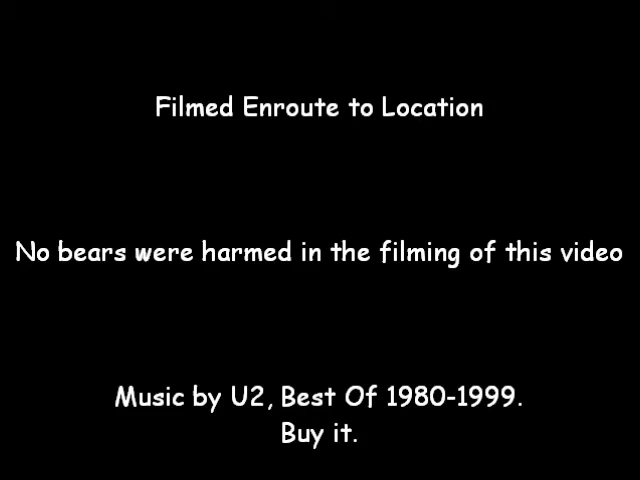 Filmed Enroute to Location
No bears were harmed in the filming of this video
Music by U2, Best Of 1980-1999.
Buy it.